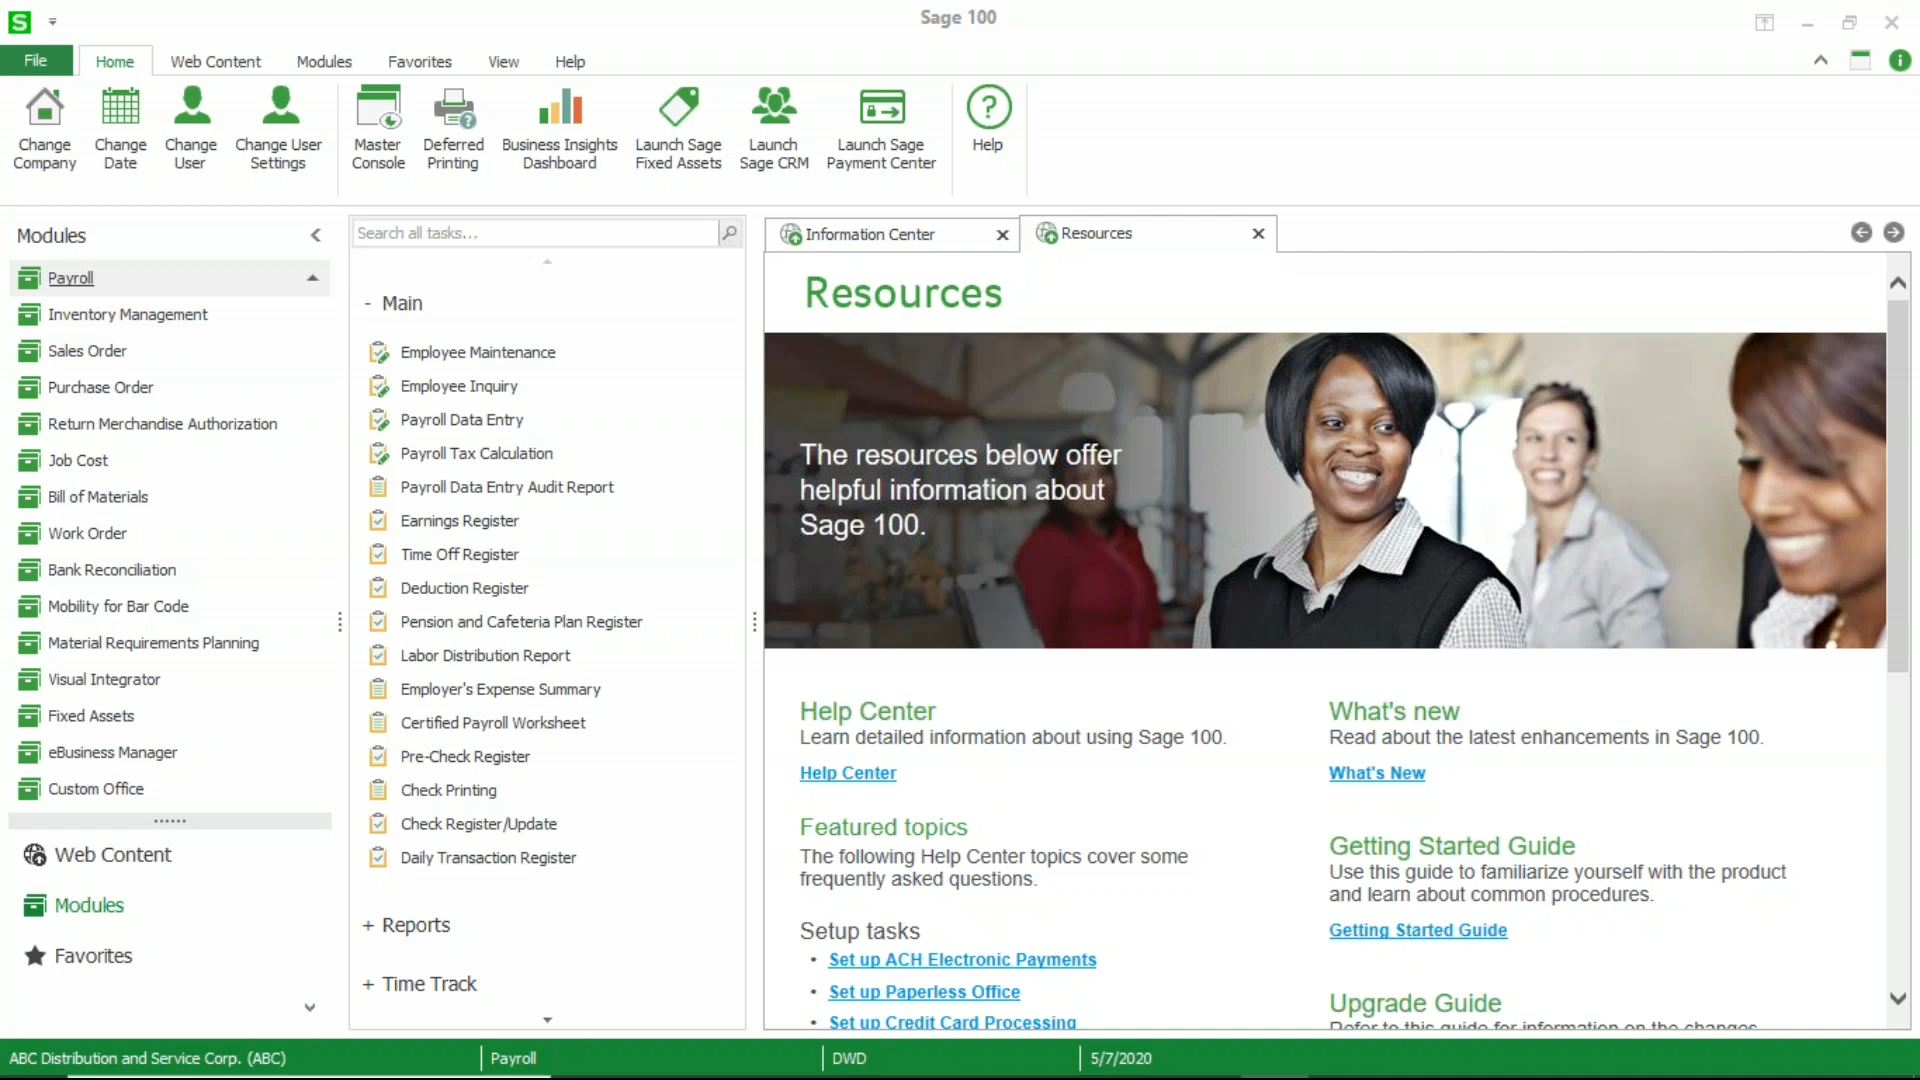 S
Sage 100
File
Home
Web Content
Modules
Favorites
View
Help
Change
Company
Change
Date
Change
User
Change User
Settings
Master
Console
Deferred
Printing
Business Insights
Dashboard
Launch Sage
Fixed Assets
Launch
Sage CRM
Launch Sage
Payment Center
Help
Modules
Payroll
Inventory Management
Sales Order
Purchase Order
Return Merchandise Authorization
Job Cost
Bill of Materials
Work Order
Bank Reconciliation
Mobility for Bar Code
Material Requirements Planning
Visual Integrator
Fixed Assets
eBusiness Manager
Custom Office
Web Content
Modules
Favorites
Search all tasks...
- Main
Employee Maintenance
Employee Inquiry
Payroll Data Entry
Payroll Tax Calculation
Payroll Data Entry Audit Report
Earnings Register
Time Off Register
Deduction Register
Pension and Cafeteria Plan Register
Labor Distribution Report
Employer's Expense Summary
Certified Payroll Worksheet
Pre-Check Register
Check Printing
Check Register/Update
Daily Transaction Register
+ Reports
+ Time Track
Information Center
Resources
Resources
The resources below offer
helpful information about
Sage 100.
Help Center
Learn detailed information about using Sage 100.
Help Center
Featured topics
The following Help Center topics cover some
frequently asked questions.
Setup tasks
• Set up ACH Electronic Payments
• Set up Paperless Office
• Set up Credit Card Processing
What's new
Read about the latest enhancements in Sage 100.
What's New
Getting Started Guide
Use this guide to familiarize yourself with the product
and learn about common procedures.
Getting Started Guide
Upgrade Guide
Refer to this guide for information on the changes
ABC Distribution and Service Corp. (ABC)
Payroll
DWD
5/7/2020